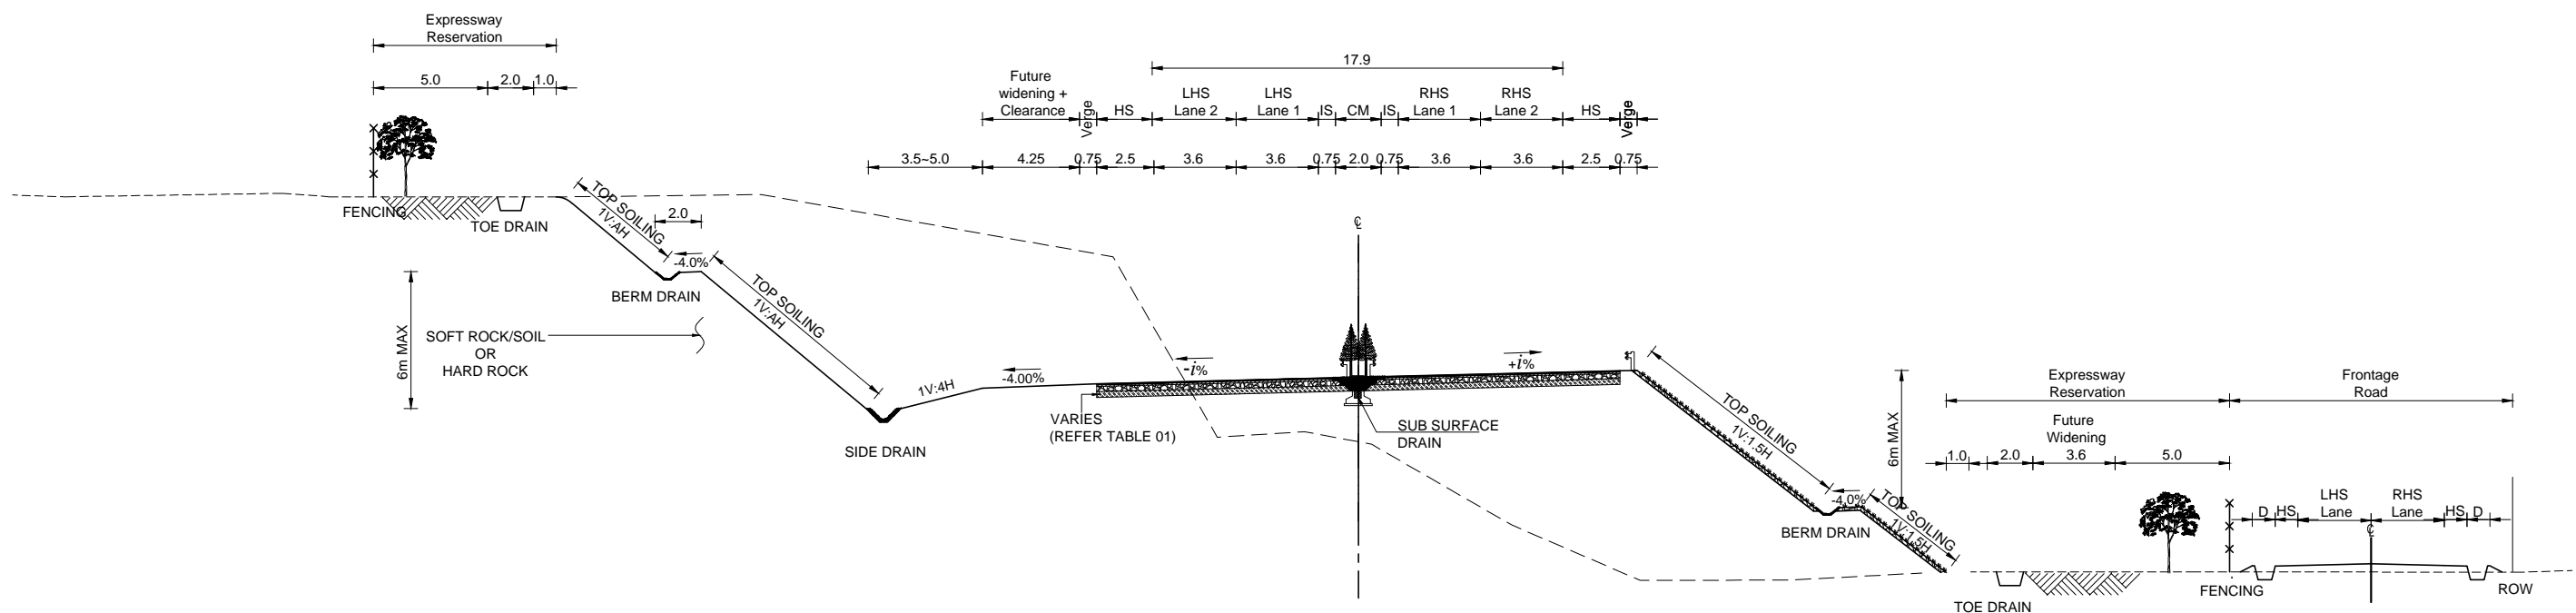 Expressway
Reservation
5.0
2.0
1.0
17.9
Future
widening +
Clearance
Verge
HS
LHS
Lane 2
LHS
Lane 1
IS
CM
IS
RHS
Lane 1
RHS
Lane 2
HS
Verge
3.5~5.0
4.25
0.75
2.5
3.6
3.6
0.75
2.0
0.75
3.6
3.6
2.5
0.75
FENCING
TOE DRAIN
TOP SOILING
1V:AH
2.0
-4.0%
BERM DRAIN
TOP SOILING
1V:AH
6m MAX
SOFT ROCK/SOIL
OR
HARD ROCK
SIDE DRAIN
1V:4H
-4.00%
-i%
+i%
℄
VARIES
(REFER TABLE 01)
SUB SURFACE
DRAIN
TOP SOILING
1V:1.5H
6m MAX
-4.0%
BERM DRAIN
TOP SOILING
1V:1.5H
Expressway
Reservation
Frontage
Road
Future
Widening
1.0
2.0
3.6
5.0
D
HS
LHS
Lane
RHS
Lane
HS
D
℄
TOE DRAIN
FENCING
ROW